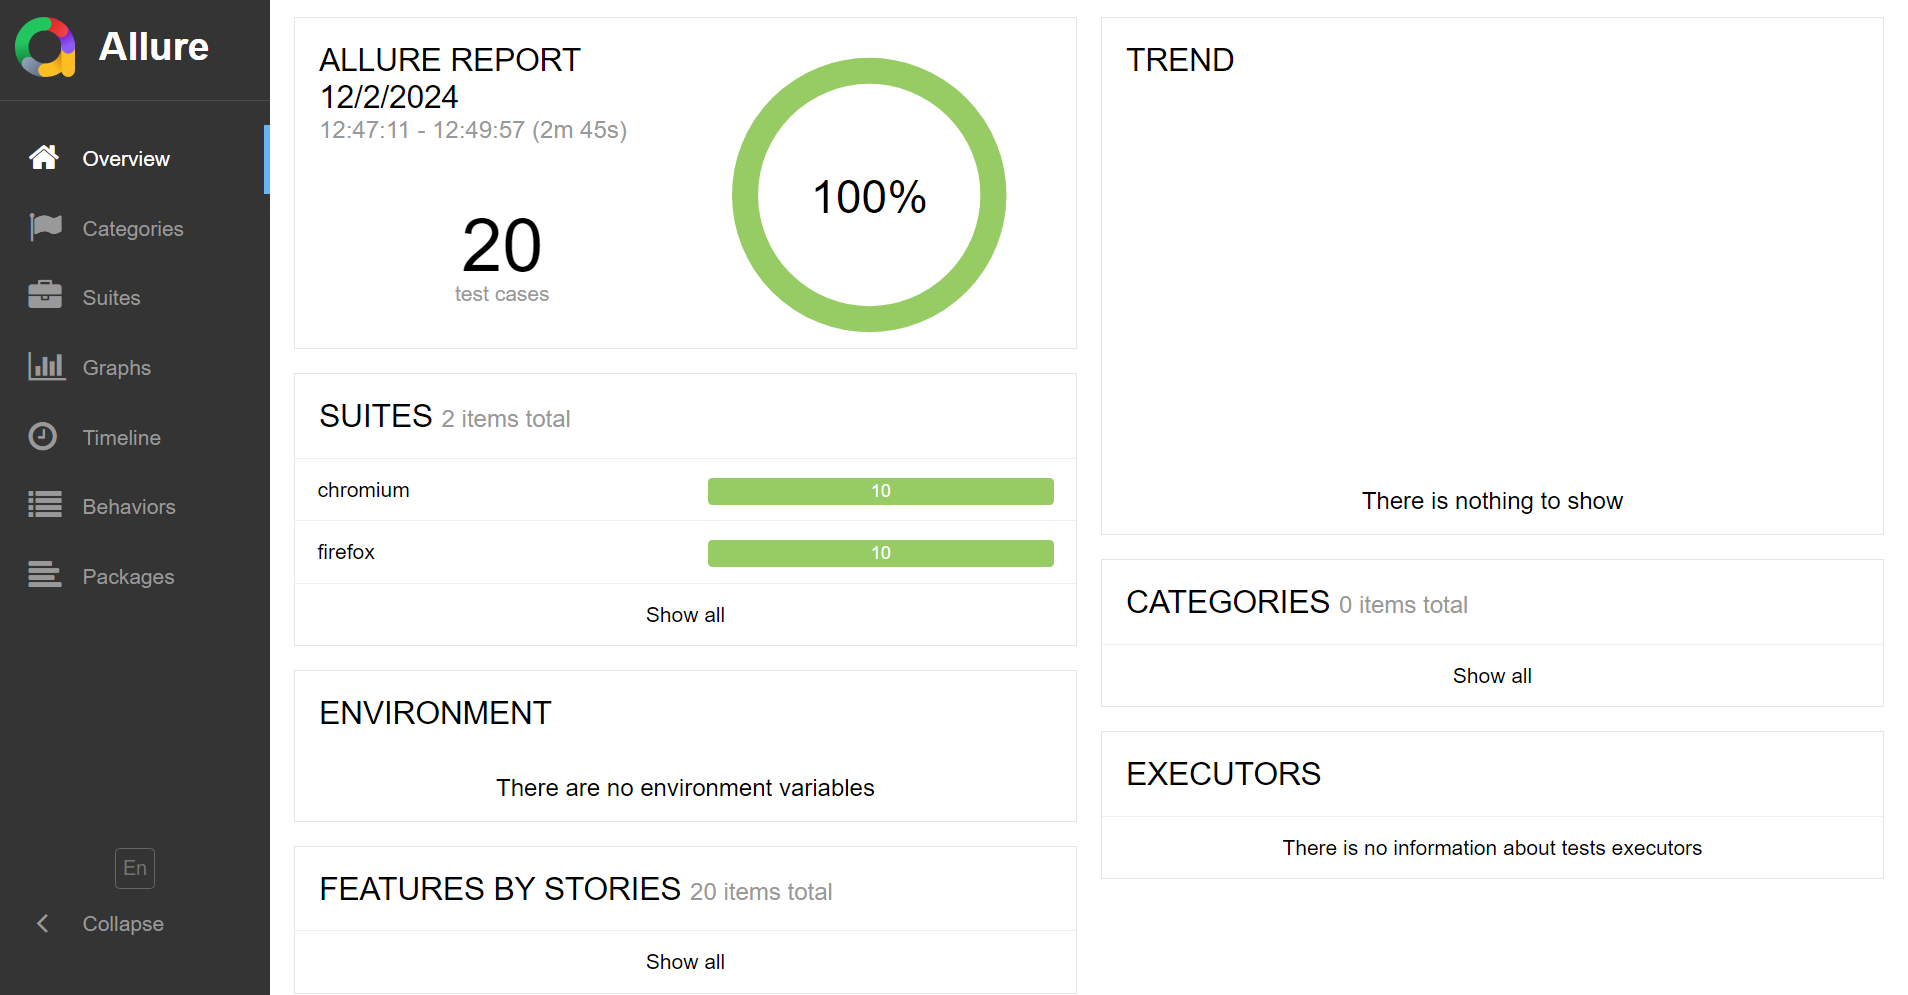 Allure
Overview
Categories
Suites
Graphs
Timeline
Behaviors
Packages
En
Collapse
ALLURE REPORT
12/2/2024
12:47:11 - 12:49:57 (2m 45s)
20
test cases
100%
SUITES 2 items total
chromium 10
firefox 10
Show all
ENVIRONMENT
There are no environment variables
FEATURES BY STORIES 20 items total
Show all
TREND
There is nothing to show
CATEGORIES 0 items total
Show all
EXECUTORS
There is no information about tests executors